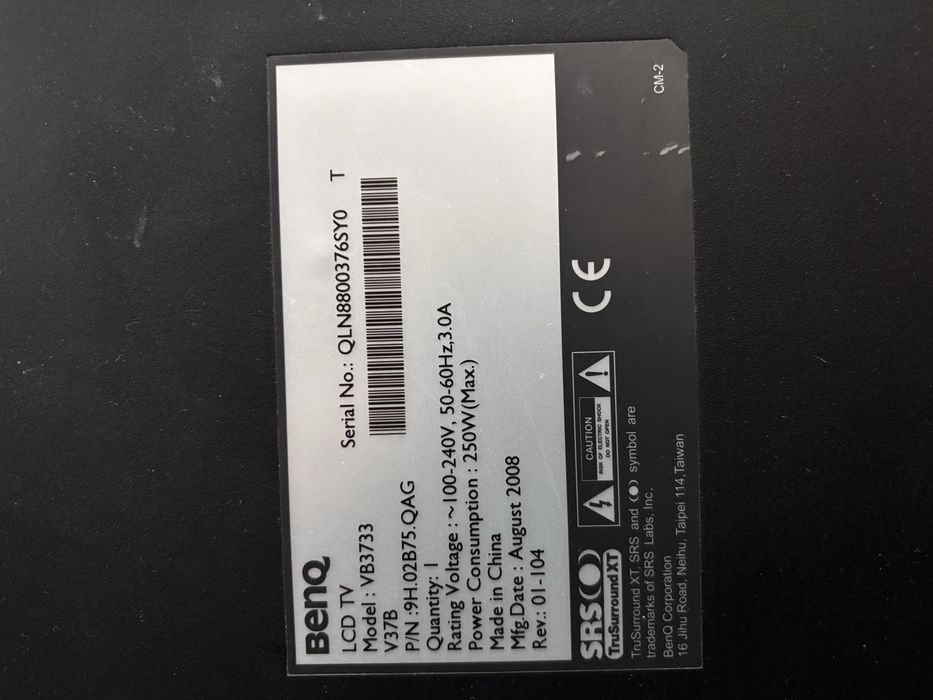 BenQ
LCD TV
Serial No.: QLN8800376SY0 T
Model : VB3733
V37B
P/N :9H.02B75.QAG
Quantity: 1
Rating Voltage : ~100-240V, 50-60Hz,3.0A
Power Consumption : 250W(Max.)
Made in China
Mfg.Date : August 2008
Rev.: 01-104
SRS
TruSurround XT
CAUTION
RISK OF ELECTRIC SHOCK
DO NOT OPEN
CE
TruSurround XT, SRS and symbol are
trademarks of SRS Labs, Inc.
BenQ Corporation
16 Jihu Road, Neihu, Taipei 114,Taiwan
CM-2